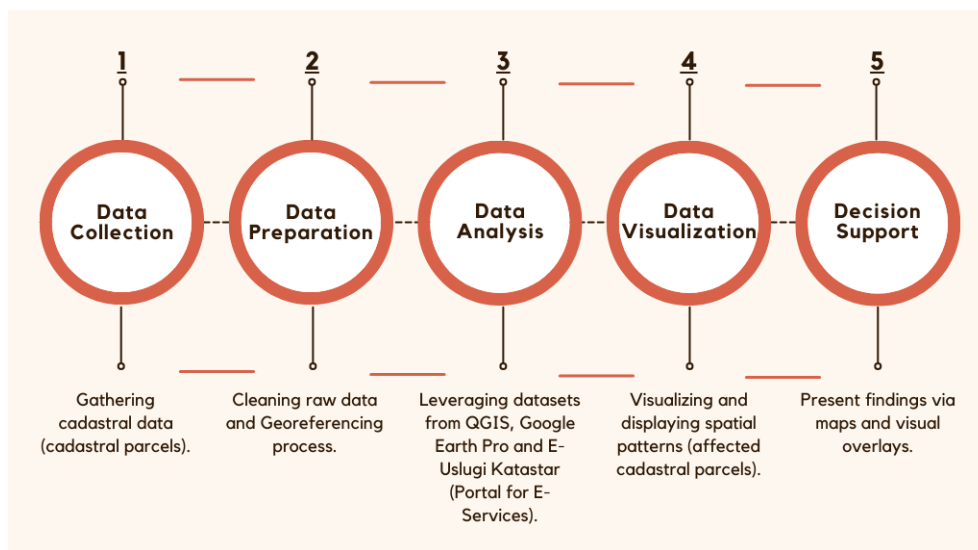 1
2
3
4
5
Data
Collection
Data
Preparation
Data
Analysis
Data
Visualization
Decision
Support
Gathering
cadastral data
(cadastral parcels).
Cleaning raw data
and Georeferencing
process.
Leveraging datasets
from QGIS, Google
Earth Pro and E-
Uslugi Katastar
(Portal for E-
Services).
Visualizing and
displaying spatial
patterns (affected
cadastral parcels).
Present findings via
maps and visual
overlays.